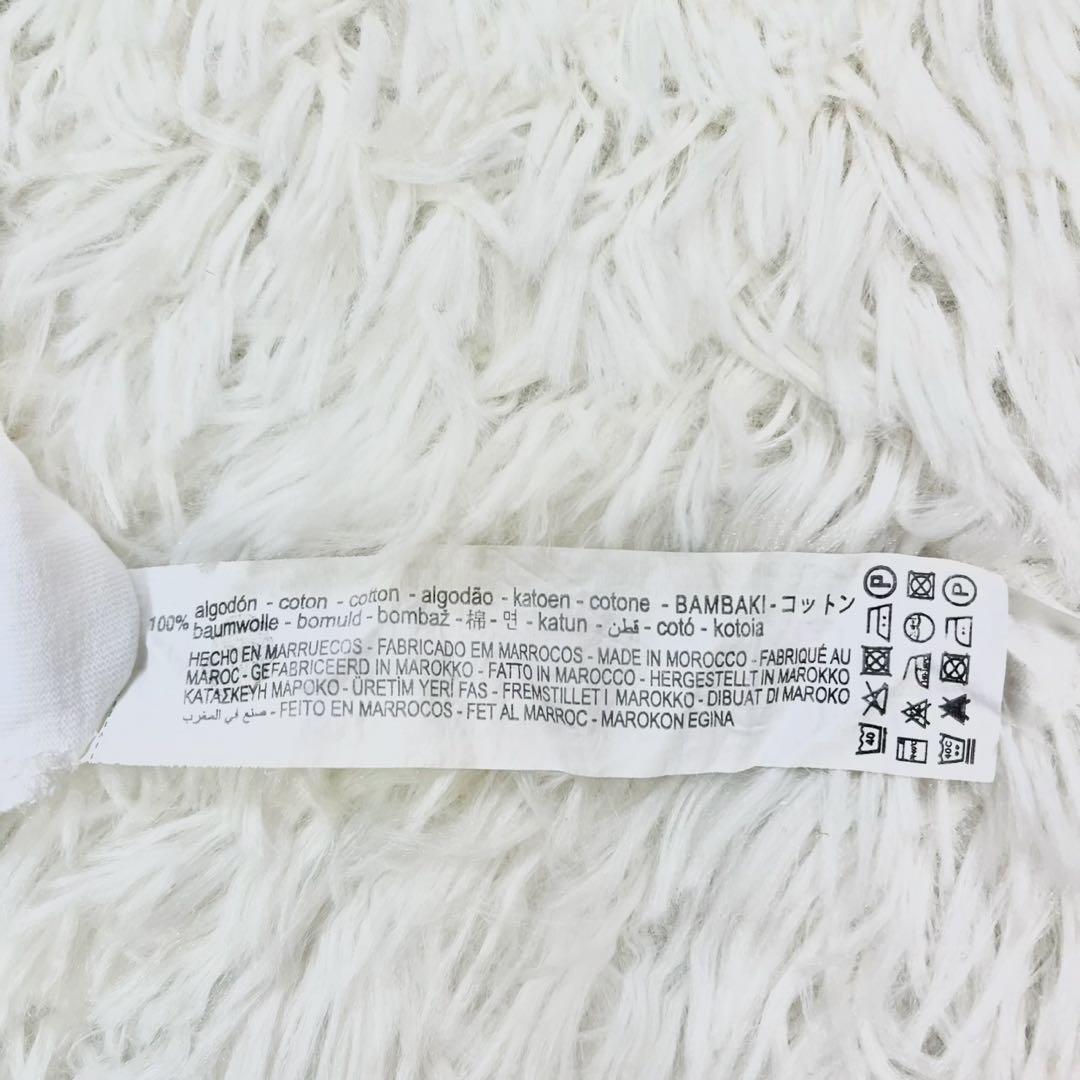 100% algodón - coton - cotton - algodão - katoen - cotone - BAMBAKI - コットン
baumwolle - bomuld - bombaž - 棉 - 면 - katun - قطن - cotó - kotoia
HECHO EN MARRUECOS - FABRICADO EM MARROCOS - MADE IN MOROCCO - FABRIQUÉ AU
MAROC - GEFABRICEERD IN MAROKKO - FATTO IN MAROCCO - HERGESTELLT IN MAROKKO
ΚΑΤΑΣΚΕΥΗ ΜΑΡΟΚΟ - ÜRETİM YERİ FAS - FREMSTILLET I MAROKKO - DIBUAT DI MAROKO
صنع في المغرب - FEITO EN MARROCOS - FET AL MARROC - MAROKON EGINA
P
P
40
40C